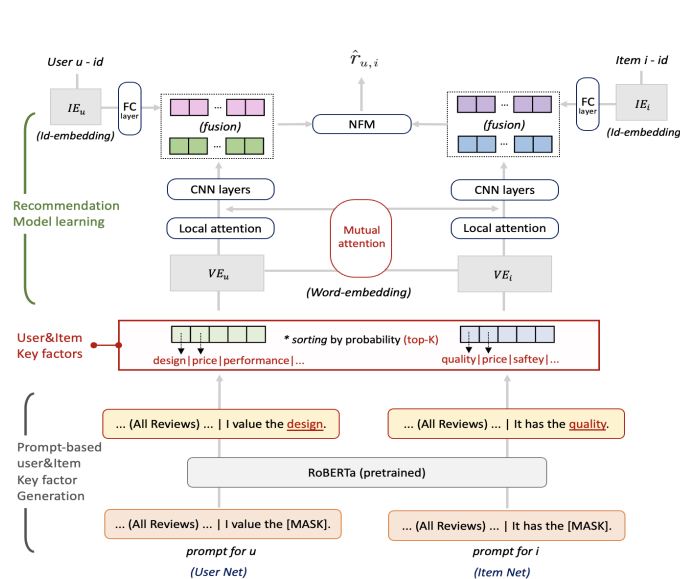 User u - id
Item i - id
r̂ u,i
IEu
FC
layer
...
(fusion)
...
NFM
...
(fusion)
...
FC
layer
IEi
(Id-embedding)
(Id-embedding)
CNN layers
CNN layers
Recommendation
Model learning
Local attention
Mutual
attention
Local attention
VEu
VEi
(Word-embedding)
User&Item
Key factors
* sorting by probability (top-K)
design|price|performance|...
quality|price|saftey|...
... (All Reviews) ... | I value the design.
... (All Reviews) ... | It has the quality.
Prompt-based
user&Item
Key factor
Generation
RoBERTa (pretrained)
... (All Reviews) ... | I value the [MASK].
... (All Reviews) ... | It has the [MASK].
prompt for u
prompt for i
(User Net)
(Item Net)